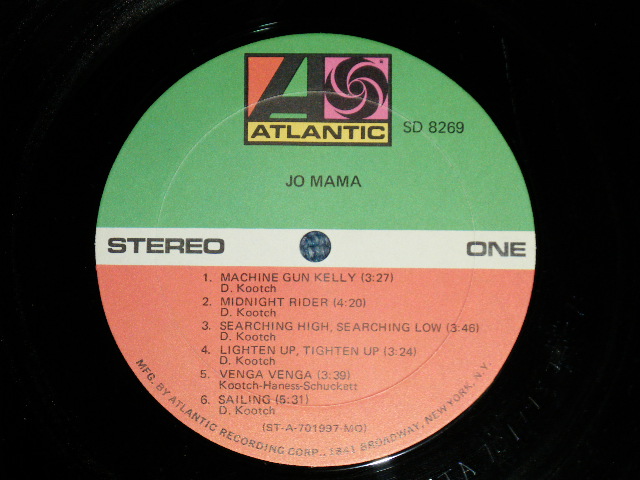 ATLANTIC
SD 8269
JO MAMA
STEREO
ONE
1. MACHINE GUN KELLY (3:27)
D. Kootch
2. MIDNIGHT RIDER (4:20)
D. Kootch
3. SEARCHING HIGH, SEARCHING LOW (3:46)
D. Kootch
4. LIGHTEN UP, TIGHTEN UP (3:24)
D. Kootch
5. VENGA VENGA (3:39)
Kootch-Haness-Schuckett
6. SAILING (5:31)
D. Kootch
(ST-A-701997-MO)
MFG. BY ATLANTIC RECORDING CORP., 1841 BROADWAY, NEW YORK, N.Y.